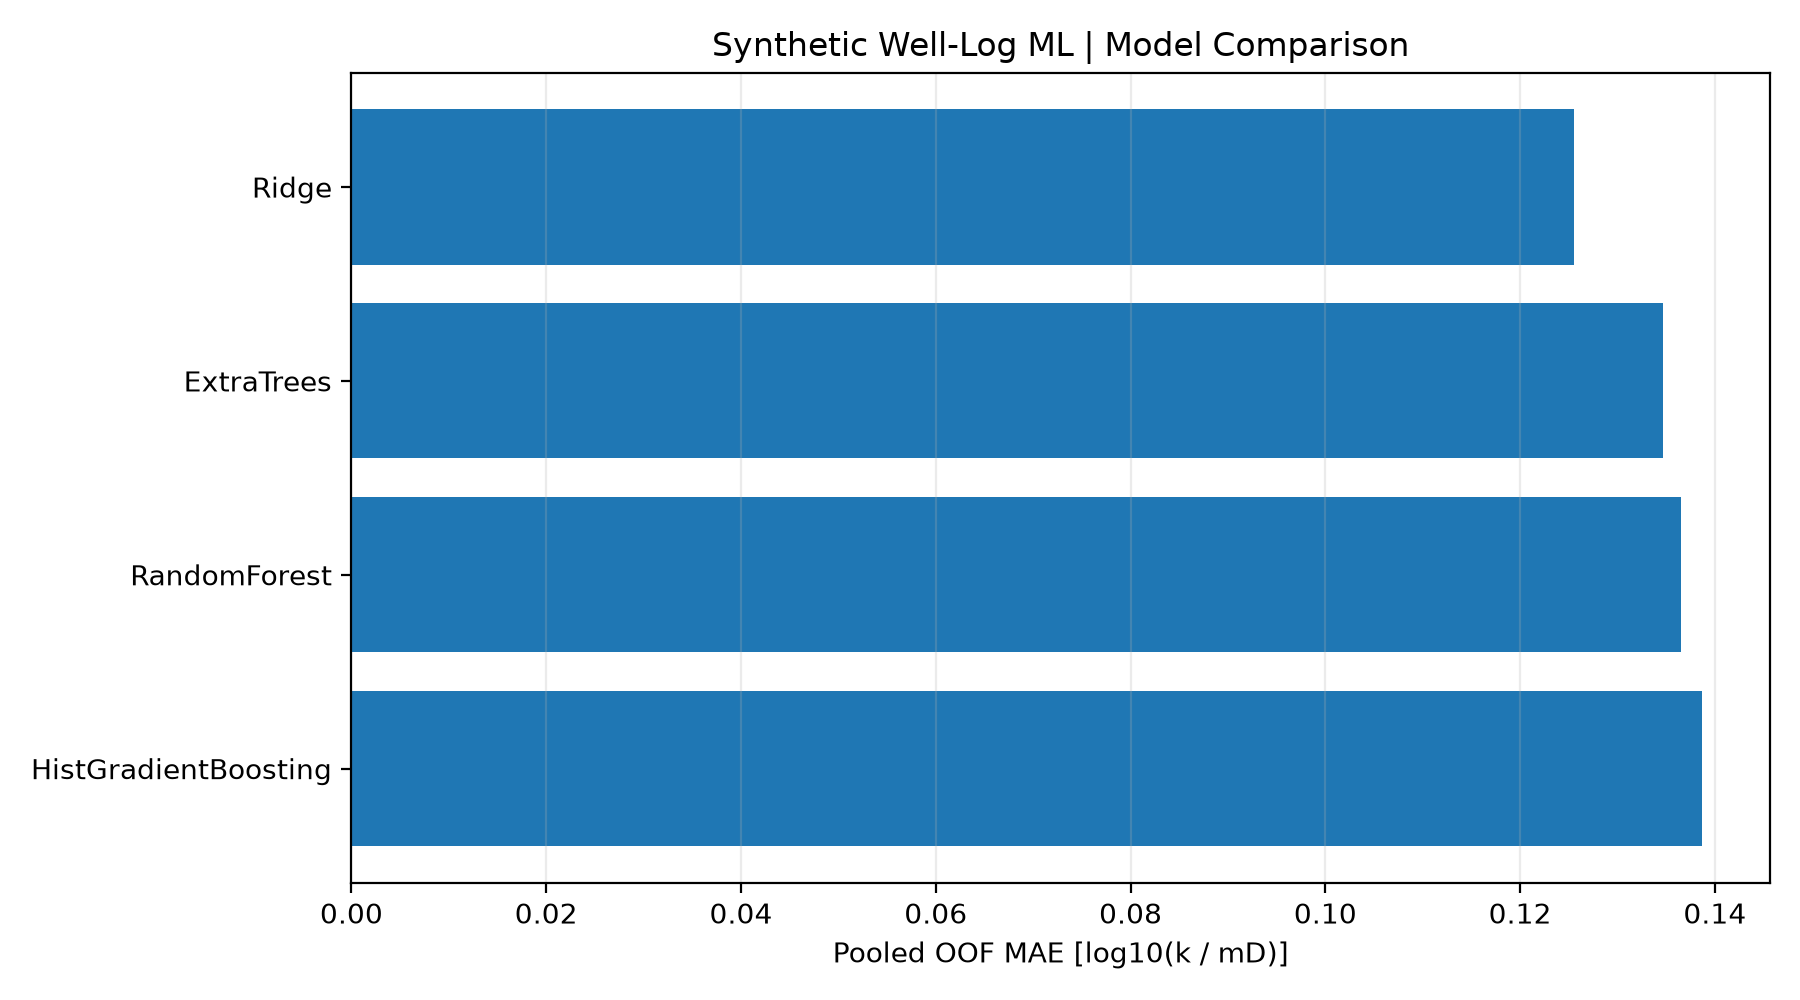 Synthetic Well-Log ML | Model Comparison
Ridge
ExtraTrees
RandomForest
HistGradientBoosting
0.00 0.02 0.04 0.06 0.08 0.10 0.12 0.14
Pooled OOF MAE [log10(k / mD)]